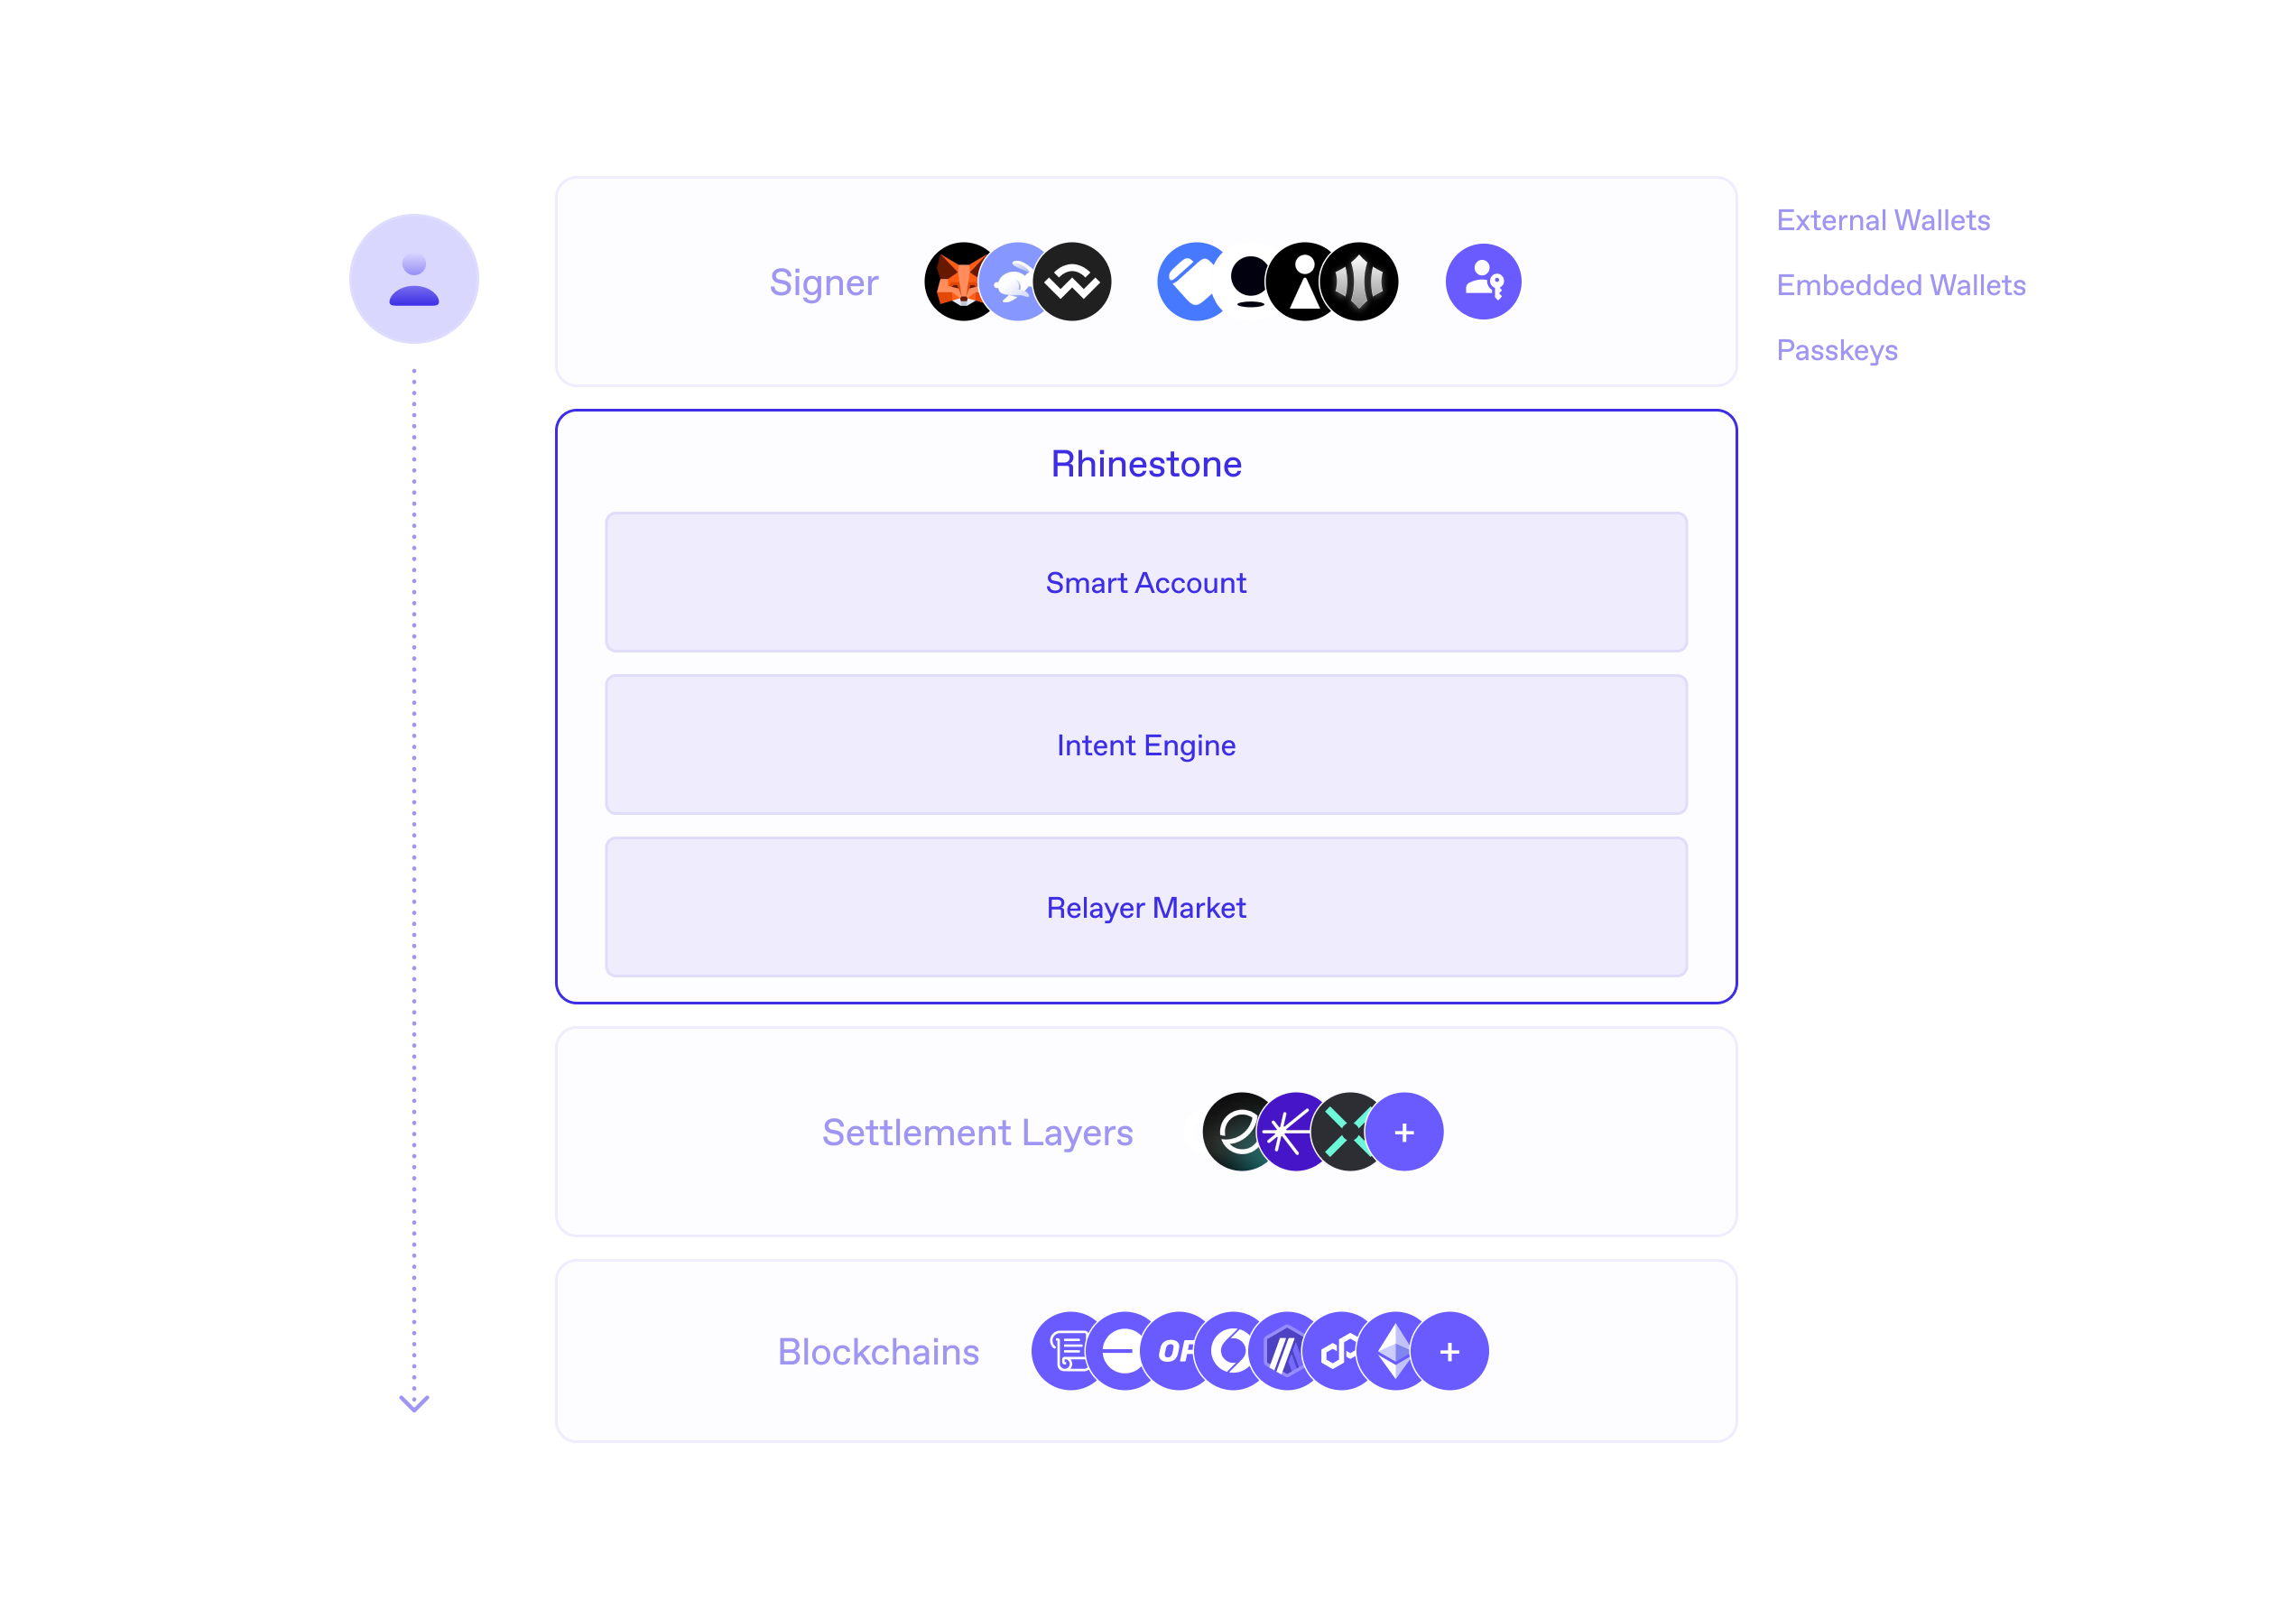 Signer
External Wallets
Embedded Wallets
Passkeys
Rhinestone
Smart Account
Intent Engine
Relayer Market
Settlement Layers
+
Blockchains
OP
+